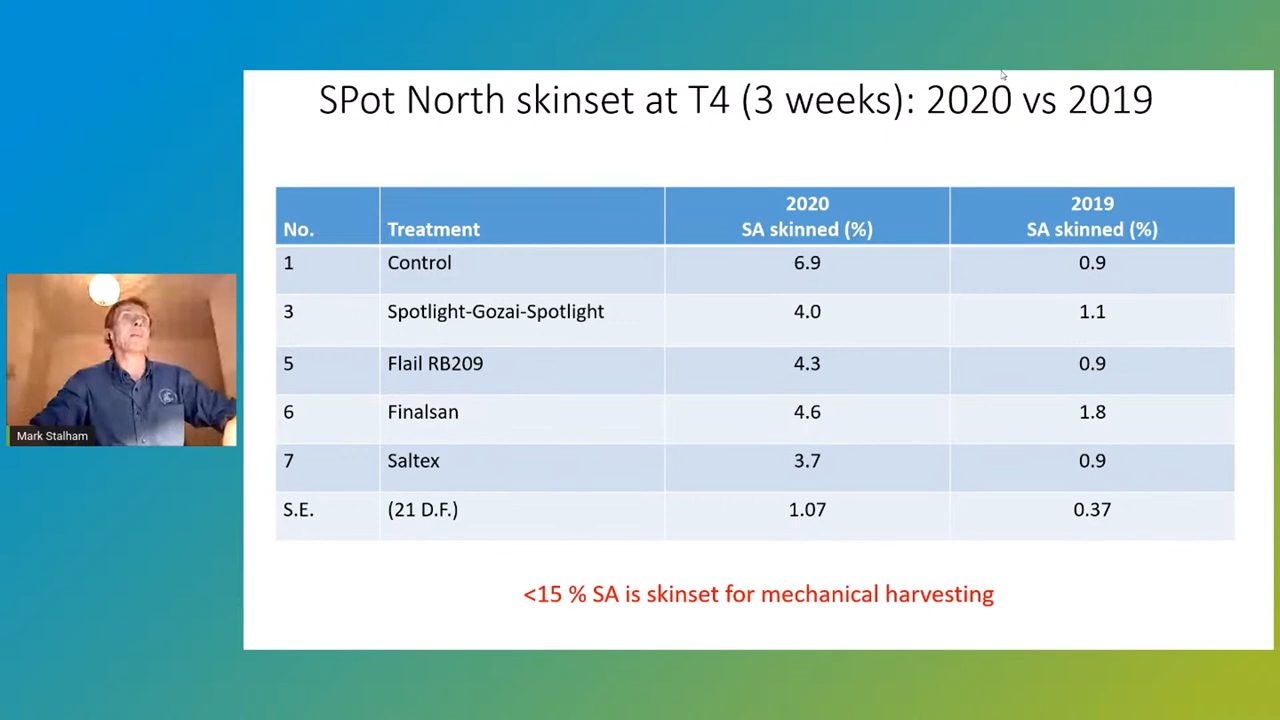 SPot North skinset at T4 (3 weeks): 2020 vs 2019
No. Treatment 2020 SA skinned (%) 2019 SA skinned (%)
1 Control 6.9 0.9
3 Spotlight-Gozai-Spotlight 4.0 1.1
5 Flail RB209 4.3 0.9
6 Finalsan 4.6 1.8
7 Saltex 3.7 0.9
S.E. (21 D.F.) 1.07 0.37
<15 % SA is skinset for mechanical harvesting
Mark Stalham